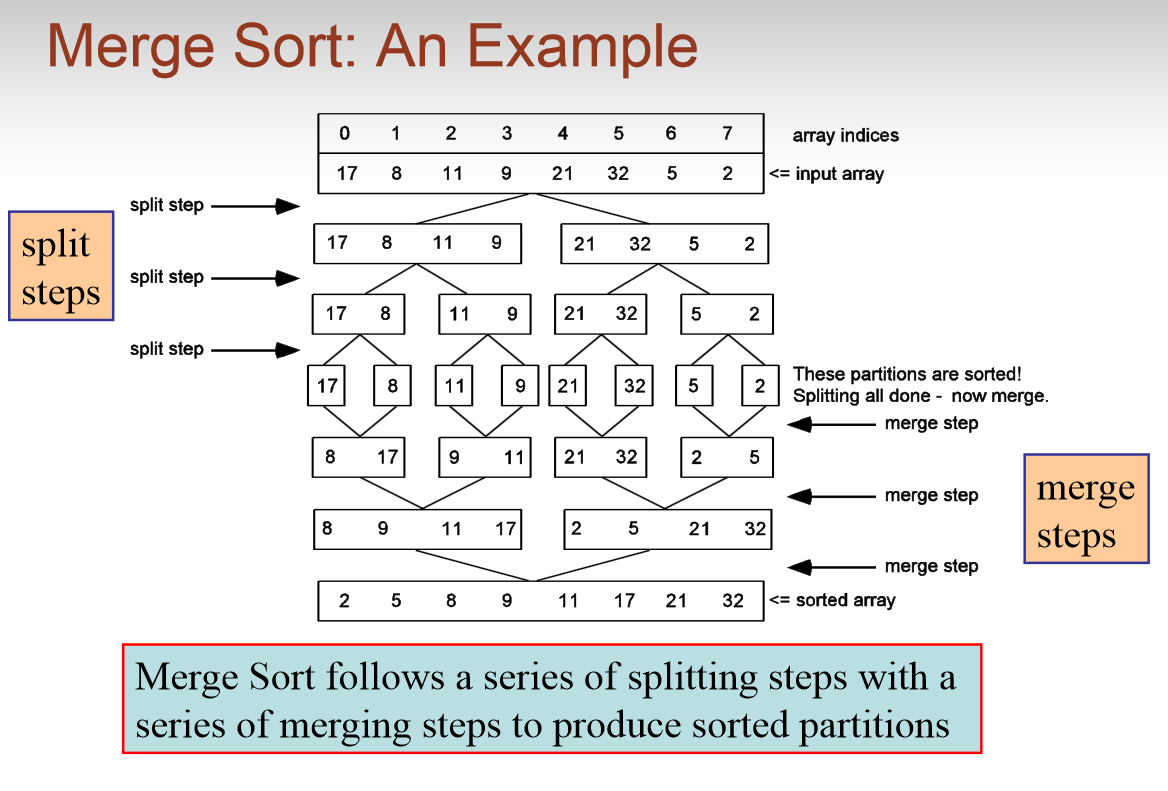 Merge Sort: An Example
0 1 2 3 4 5 6 7 array indices
17 8 11 9 21 32 5 2 <= input array
split step
split
steps
17 8 11 9 21 32 5 2
split step
17 8 11 9 21 32 5 2
split step
17 8 11 9 21 32 5 2
These partitions are sorted!
Splitting all done - now merge.
merge step
8 17 9 11 21 32 2 5
merge step
merge
steps
8 9 11 17 2 5 21 32
merge step
2 5 8 9 11 17 21 32 <= sorted array
Merge Sort follows a series of splitting steps with a
series of merging steps to produce sorted partitions